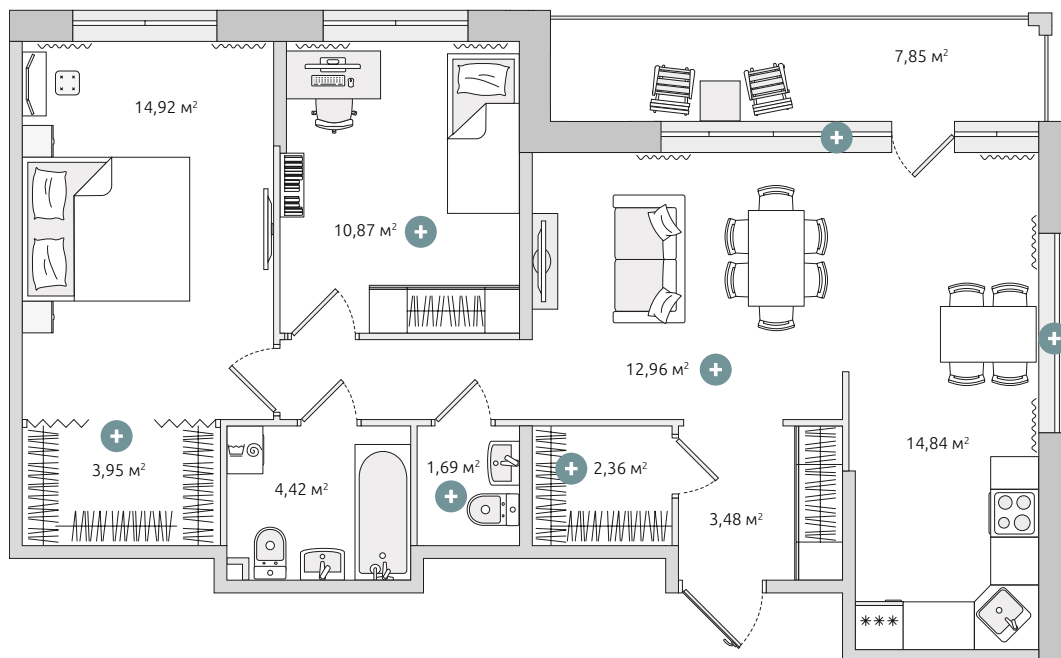 7,85 м²
14,92 м²
10,87 м²
12,96 м²
14,84 м²
3,95 м²
4,42 м²
1,69 м²
2,36 м²
3,48 м²